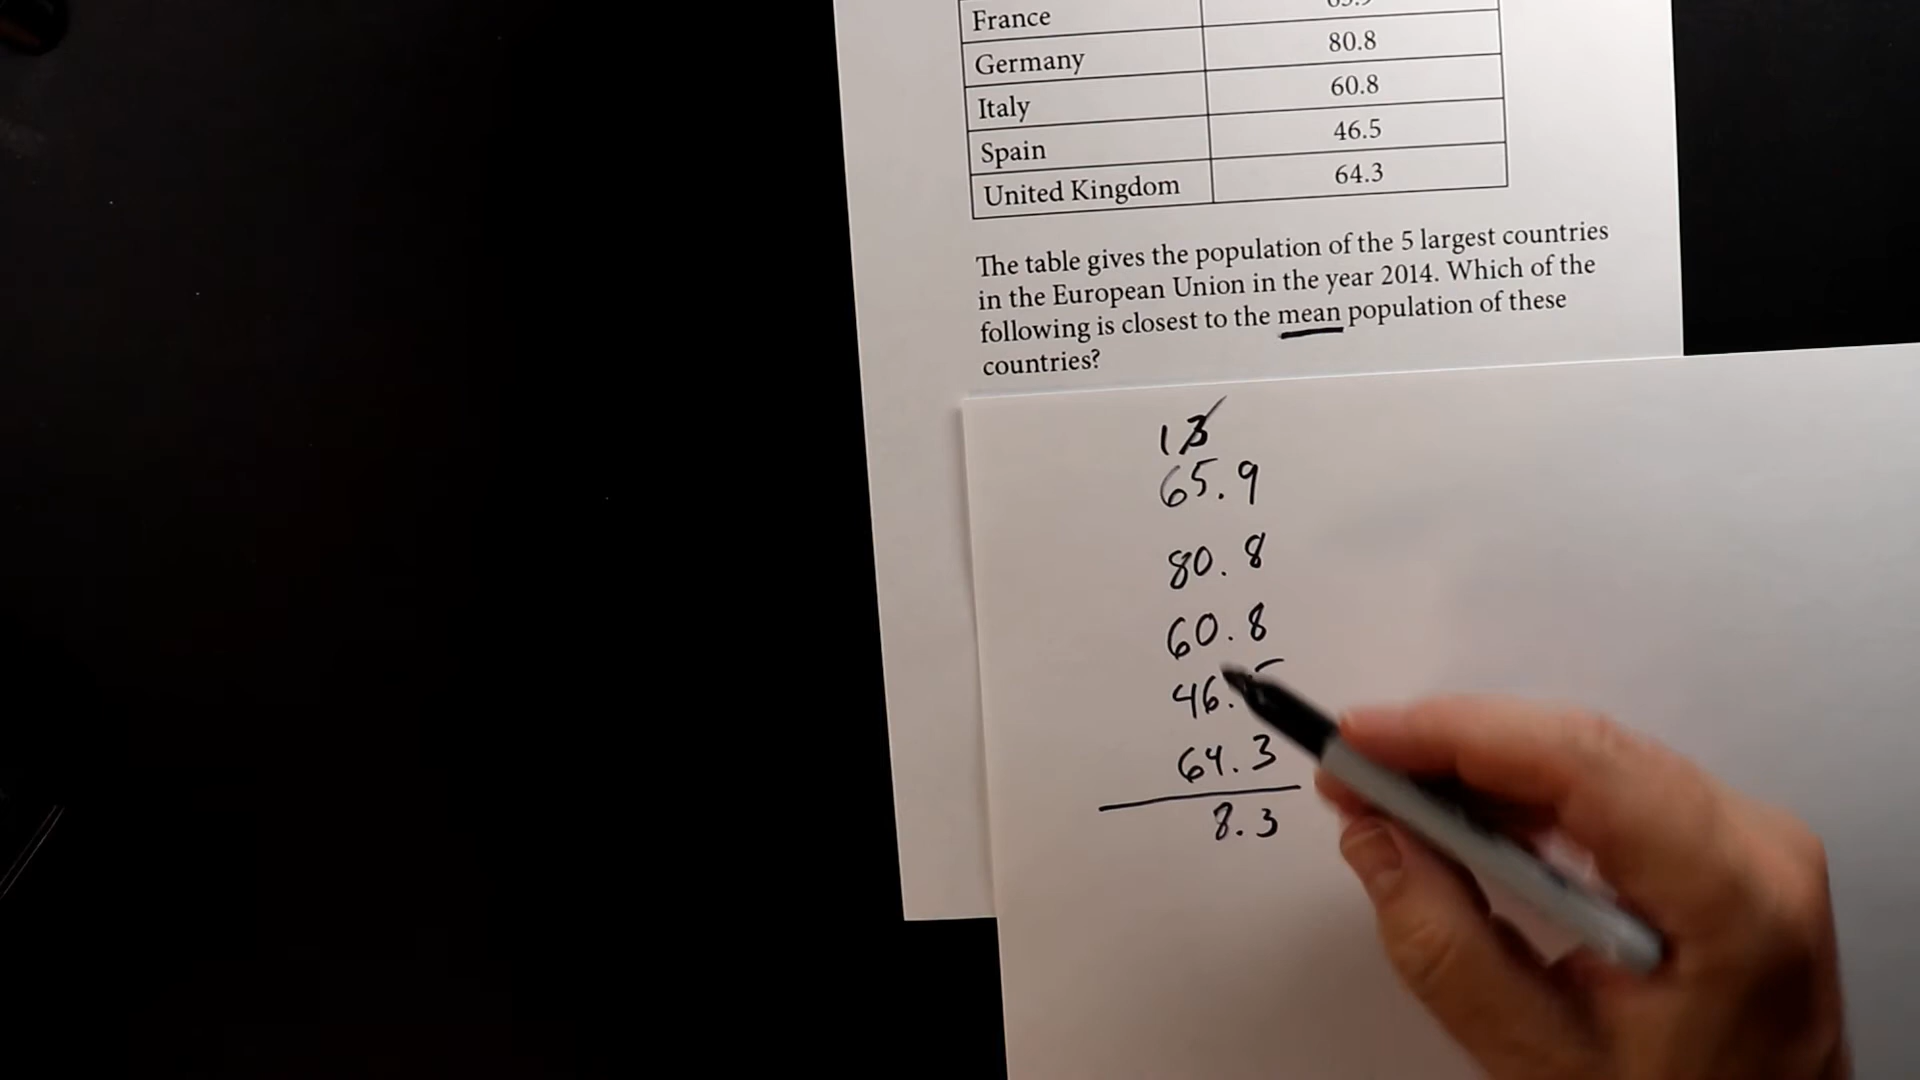 France
Germany 80.8
Italy 60.8
Spain 46.5
United Kingdom 64.3
The table gives the population of the 5 largest countries
in the European Union in the year 2014. Which of the
following is closest to the mean population of these
countries?
13
65.9
80.8
60.8
46.
64.3
8.3